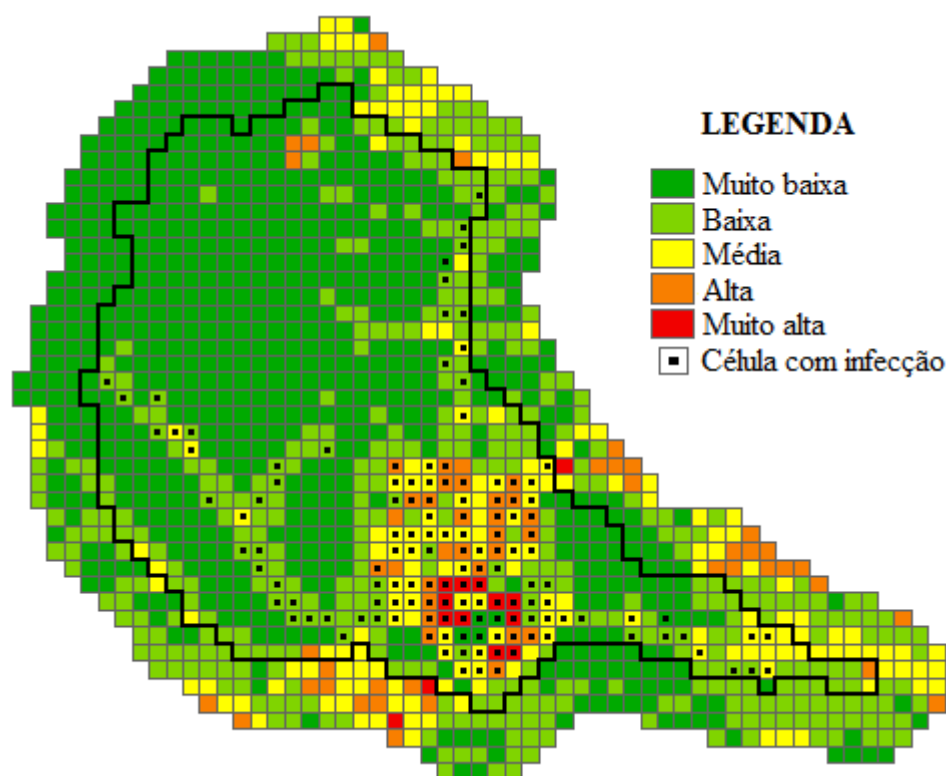 LEGENDA
Muito baixa
Baixa
Média
Alta
Muito alta
Célula com infecção